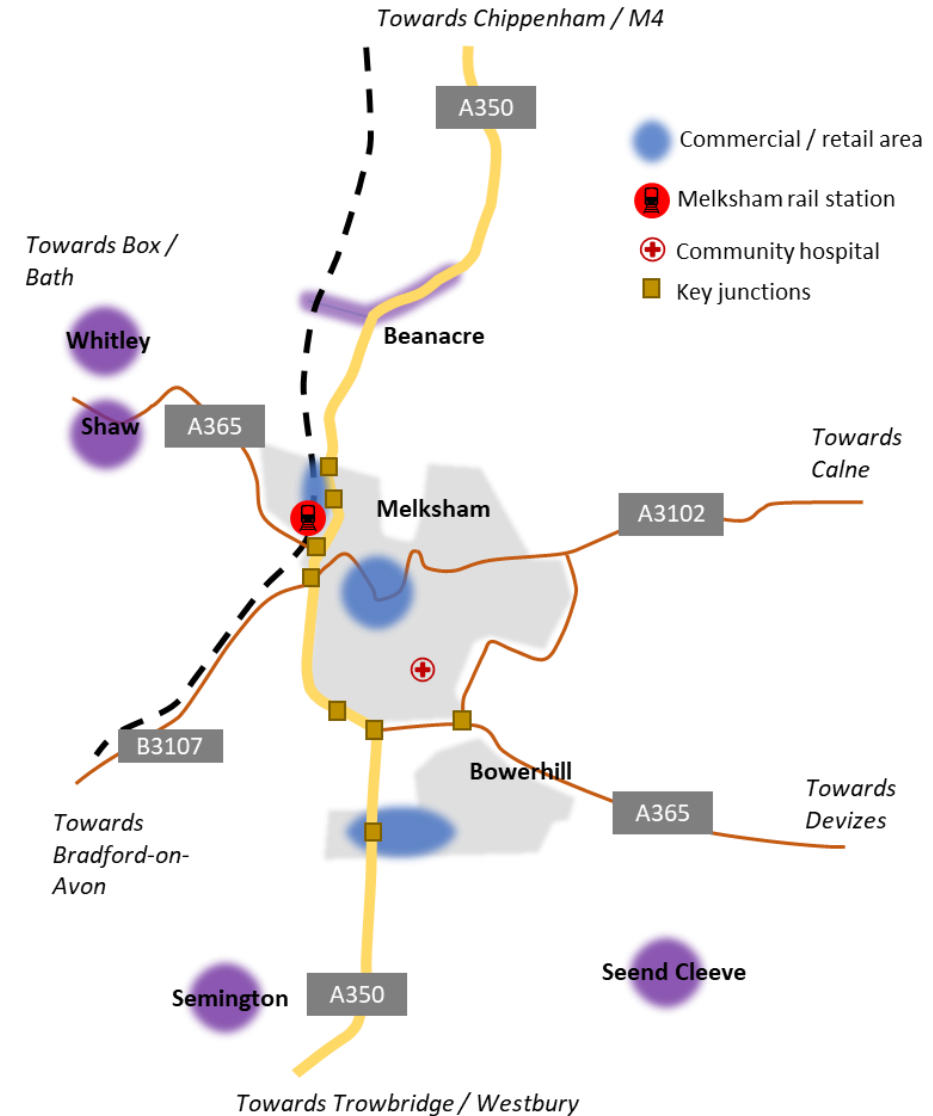 Towards Chippenham / M4
A350
Commercial / retail area
Melksham rail station
Community hospital
Key junctions
Towards Box /
Bath
Whitley
Beanacre
Shaw
A365
Towards
Calne
Melksham
A3102
B3107
Bowerhill
Towards
Bradford-on-
Avon
A365
Towards
Devizes
Semington
A350
Seend Cleeve
Towards Trowbridge / Westbury